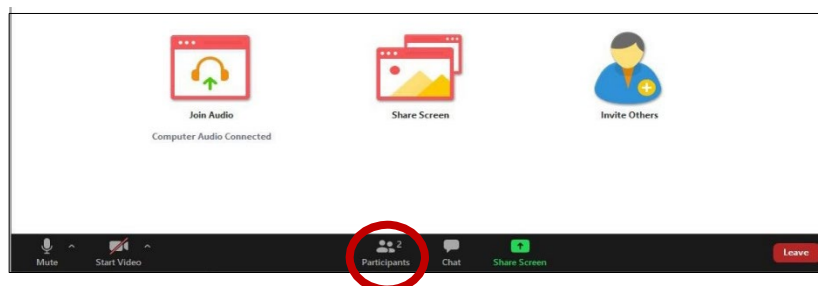 Join Audio
Share Screen
Invite Others
Computer Audio Connected
2
Mute
Start Video
Participants
Chat
Share Screen
Leave